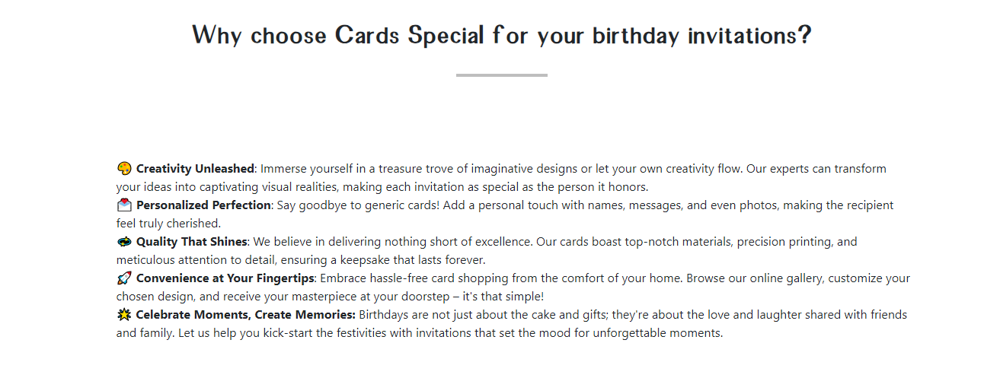 Why choose Cards Special for your birthday invitations?
🎨 Creativity Unleashed: Immerse yourself in a treasure trove of imaginative designs or let your own creativity flow. Our experts can transform
your ideas into captivating visual realities, making each invitation as special as the person it honors.
💌 Personalized Perfection: Say goodbye to generic cards! Add a personal touch with names, messages, and even photos, making the recipient
feel truly cherished.
Quality That Shines: We believe in delivering nothing short of excellence. Our cards boast top-notch materials, precision printing, and
meticulous attention to detail, ensuring a keepsake that lasts forever.
🚀 Convenience at Your Fingertips: Embrace hassle-free card shopping from the comfort of your home. Browse our online gallery, customize your
chosen design, and receive your masterpiece at your doorstep – it's that simple!
🌟 Celebrate Moments, Create Memories: Birthdays are not just about the cake and gifts; they're about the love and laughter shared with friends
and family. Let us help you kick-start the festivities with invitations that set the mood for unforgettable moments.